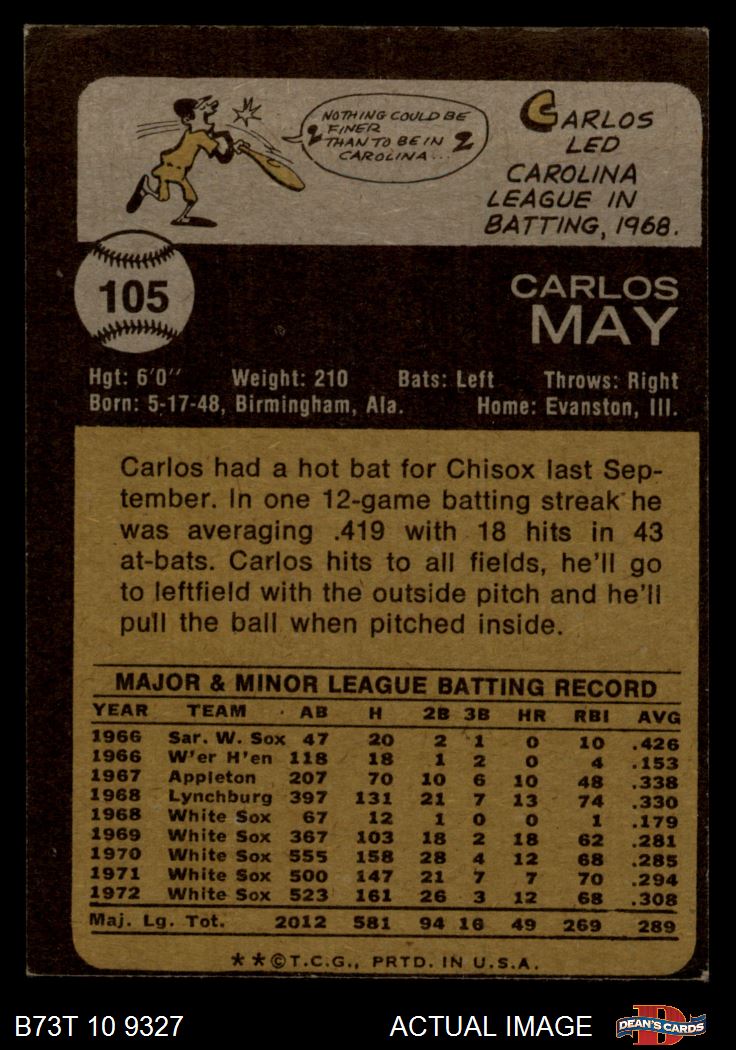 NOTHING COULD BE
FINER
2 THAN TO BE IN 2
CAROLINA...
CARLOS
LED
CAROLINA
LEAGUE IN
BATTING, 1968.
105
CARLOS
MAY
Hgt: 6'0" Weight: 210 Bats: Left Throws: Right
Born: 5-17-48, Birmingham, Ala. Home: Evanston, Ill.
Carlos had a hot bat for Chisox last Sep-
tember. In one 12-game batting streak he
was averaging .419 with 18 hits in 43
at-bats. Carlos hits to all fields, he'll go
to leftfield with the outside pitch and he'll
pull the ball when pitched inside.
MAJOR & MINOR LEAGUE BATTING RECORD
YEAR TEAM AB H 2B 3B HR RBI AVG
1966 Sar. W. Sox 47 20 2 1 0 10 .426
1966 W'er H'en 118 18 1 2 0 4 .153
1967 Appleton 207 70 10 6 10 48 .338
1968 Lynchburg 397 131 21 7 13 74 .330
1968 White Sox 67 12 1 0 0 1 .179
1969 White Sox 367 103 18 2 18 62 .281
1970 White Sox 555 158 28 4 12 68 .285
1971 White Sox 500 147 21 7 7 70 .294
1972 White Sox 523 161 26 3 12 68 .308
Maj. Lg. Tot. 2012 581 94 16 49 269 289
**©T.C.G., PRTD. IN U.S.A.
B73T 10 9327 ACTUAL IMAGE
DEAN'S CARDS